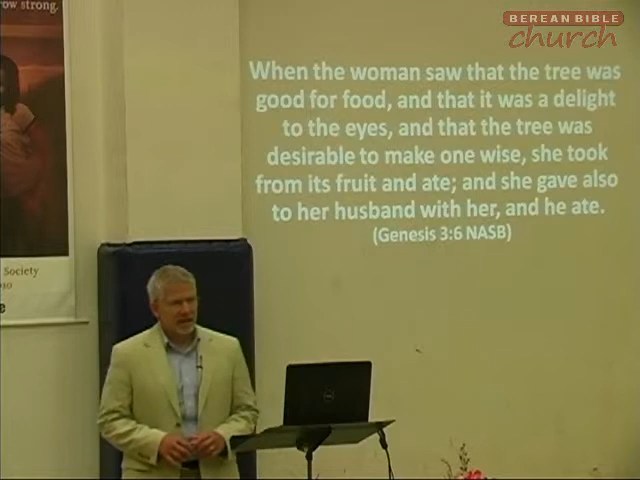 ow strong.
BEREAN BIBLE
church
When the woman saw that the tree was
good for food, and that it was a delight
to the eyes, and that the tree was
desirable to make one wise, she took
from its fruit and ate; and she gave also
to her husband with her, and he ate.
(Genesis 3:6 NASB)
Society
DELL